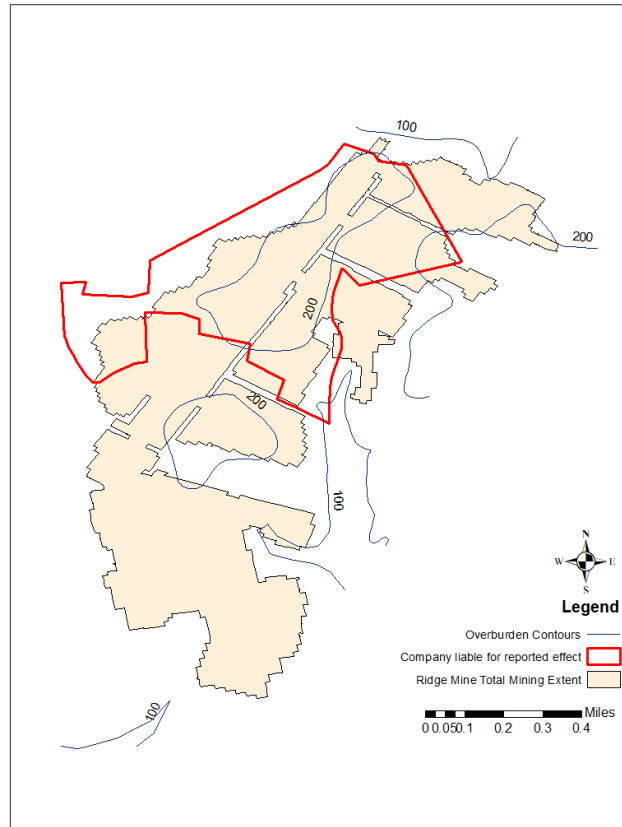 100
200
200
200
100
100
N
W E
S
Legend
Overburden Contours
Company liable for reported effect
Ridge Mine Total Mining Extent
Miles
0 0.050.1 0.2 0.3 0.4